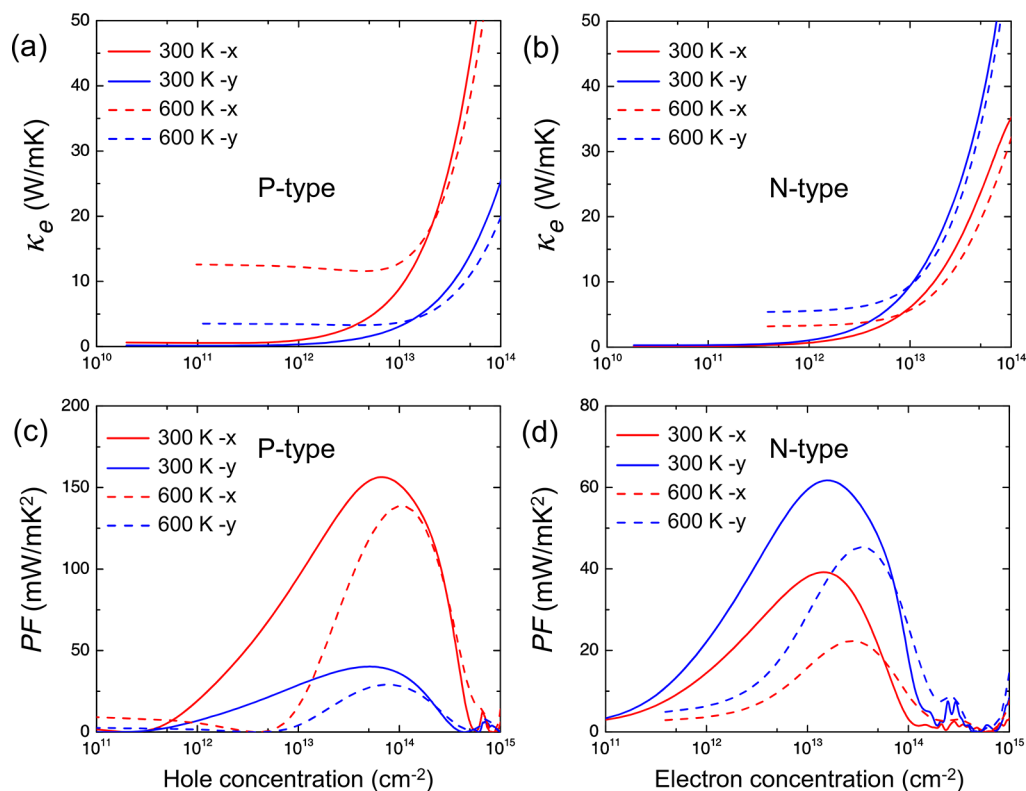 (a)
300 K -x
300 K -y
600 K -x
600 K -y
P-type
κe (W/mK)
50
40
30
20
10
0
10^10
10^11
10^12
10^13
10^14
(b)
300 K -x
300 K -y
600 K -x
600 K -y
N-type
κe (W/mK)
50
40
30
20
10
0
10^10
10^11
10^12
10^13
10^14
(c)
300 K -x
300 K -y
600 K -x
600 K -y
P-type
PF (mW/mK²)
200
150
100
50
0
10^11
10^12
10^13
10^14
10^15
Hole concentration (cm⁻²)
(d)
300 K -x
300 K -y
600 K -x
600 K -y
N-type
PF (mW/mK²)
80
60
40
20
0
10^11
10^12
10^13
10^14
10^15
Electron concentration (cm⁻²)